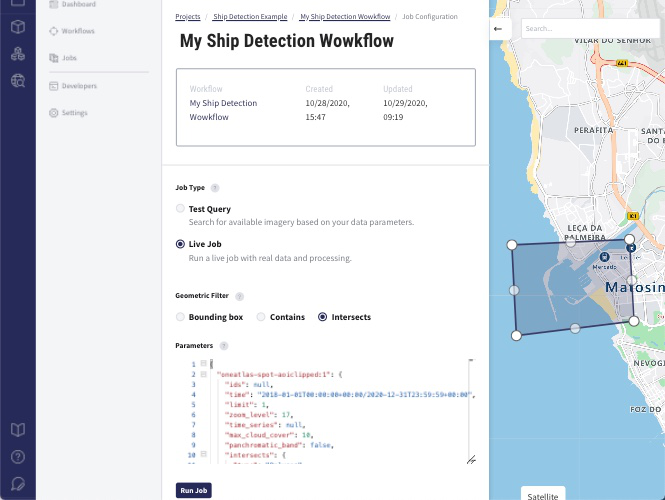 Dashboard
Workflows
Jobs
Developers
Settings
Projects / Ship Detection Example / My Ship Detection Wowkflow / Job Configuration
My Ship Detection Wowkflow
Workflow Created Updated
My Ship Detection 10/28/2020, 10/29/2020,
Wowkflow 15:47 09:19
Job Type ?
Test Query
Search for available imagery based on your data parameters.
Live Job
Run a live job with real data and processing.
Geometric Filter ?
Bounding box Contains Intersects
Parameters ?
1 {
2 "oneatlas-spot-aoiclipped:1": {
3 "ids": null,
4 "time": "2018-01-01T00:00:00+00:00/2020-12-31T23:59:59+00:00",
5 "limit": 1,
6 "zoom_level": 17,
7 "time_series": null,
8 "max_cloud_cover": 10,
9 "panchromatic_band": false,
10 "intersects": {
Run Job
←
Search...
VILAR DO SENHOR
A41
PERAFITA
SANTA
DO B
IC1
LEÇA DA
PALMEIRA
Mercado
Matosin
NEVOGI
FOZ DO
Satellite